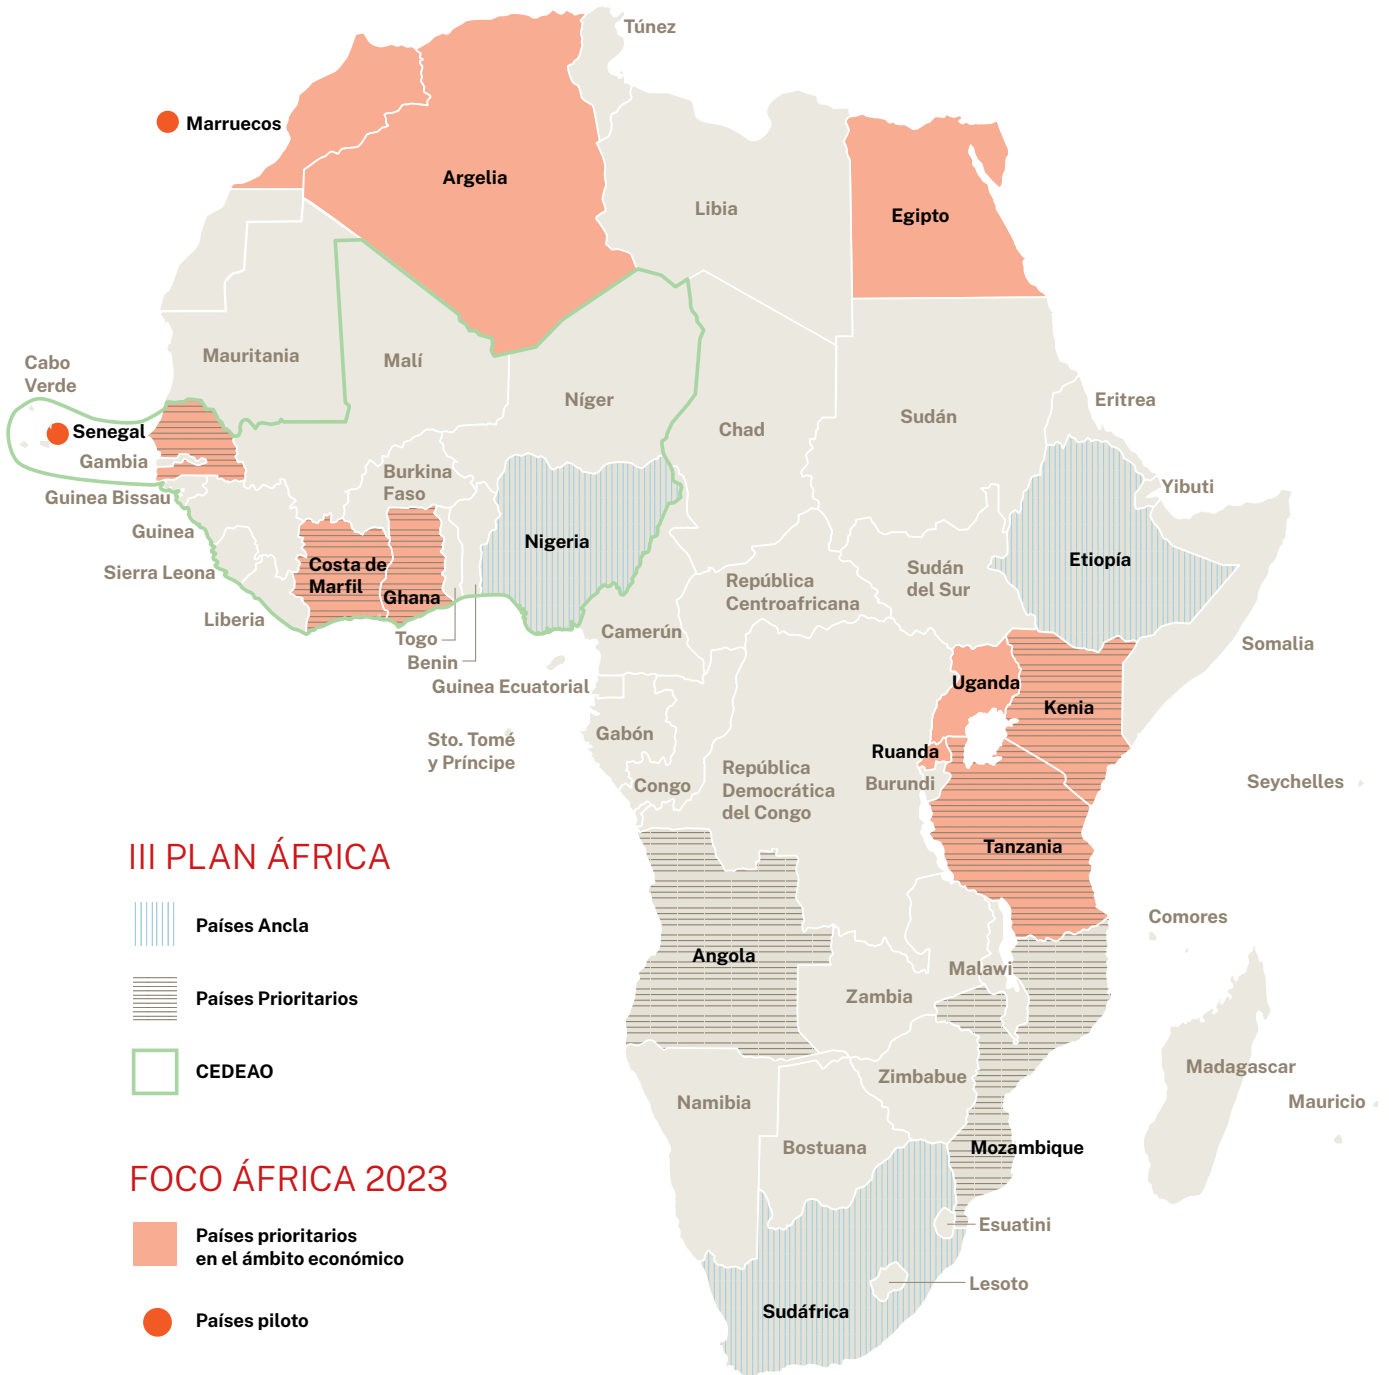 Túnez
Marruecos
Argelia
Libia
Egipto
Mauritania
Malí
Cabo
Verde
Níger
Chad
Sudán
Eritrea
Senegal
Gambia
Burkina
Faso
Guinea Bissau
Yibuti
Guinea
Nigeria
Etiopía
Costa de
Marfil
Sierra Leona
Ghana
Sudán
del Sur
República
Centroafricana
Liberia
Togo
Camerún
Somalia
Benin
Guinea Ecuatorial
Uganda
Kenia
Sto. Tomé
y Príncipe
Gabón
Ruanda
Congo
República
Democrática
del Congo
Burundi
Seychelles
Tanzania
III PLAN ÁFRICA
Países Ancla
Comores
Angola
Malawi
Países Prioritarios
Zambia
CEDEAO
Madagascar
Zimbabue
Namibia
Mauricio
Bostuana
Mozambique
FOCO ÁFRICA 2023
Países prioritarios
en el ámbito económico
Esuatini
Lesoto
Sudáfrica
Países piloto